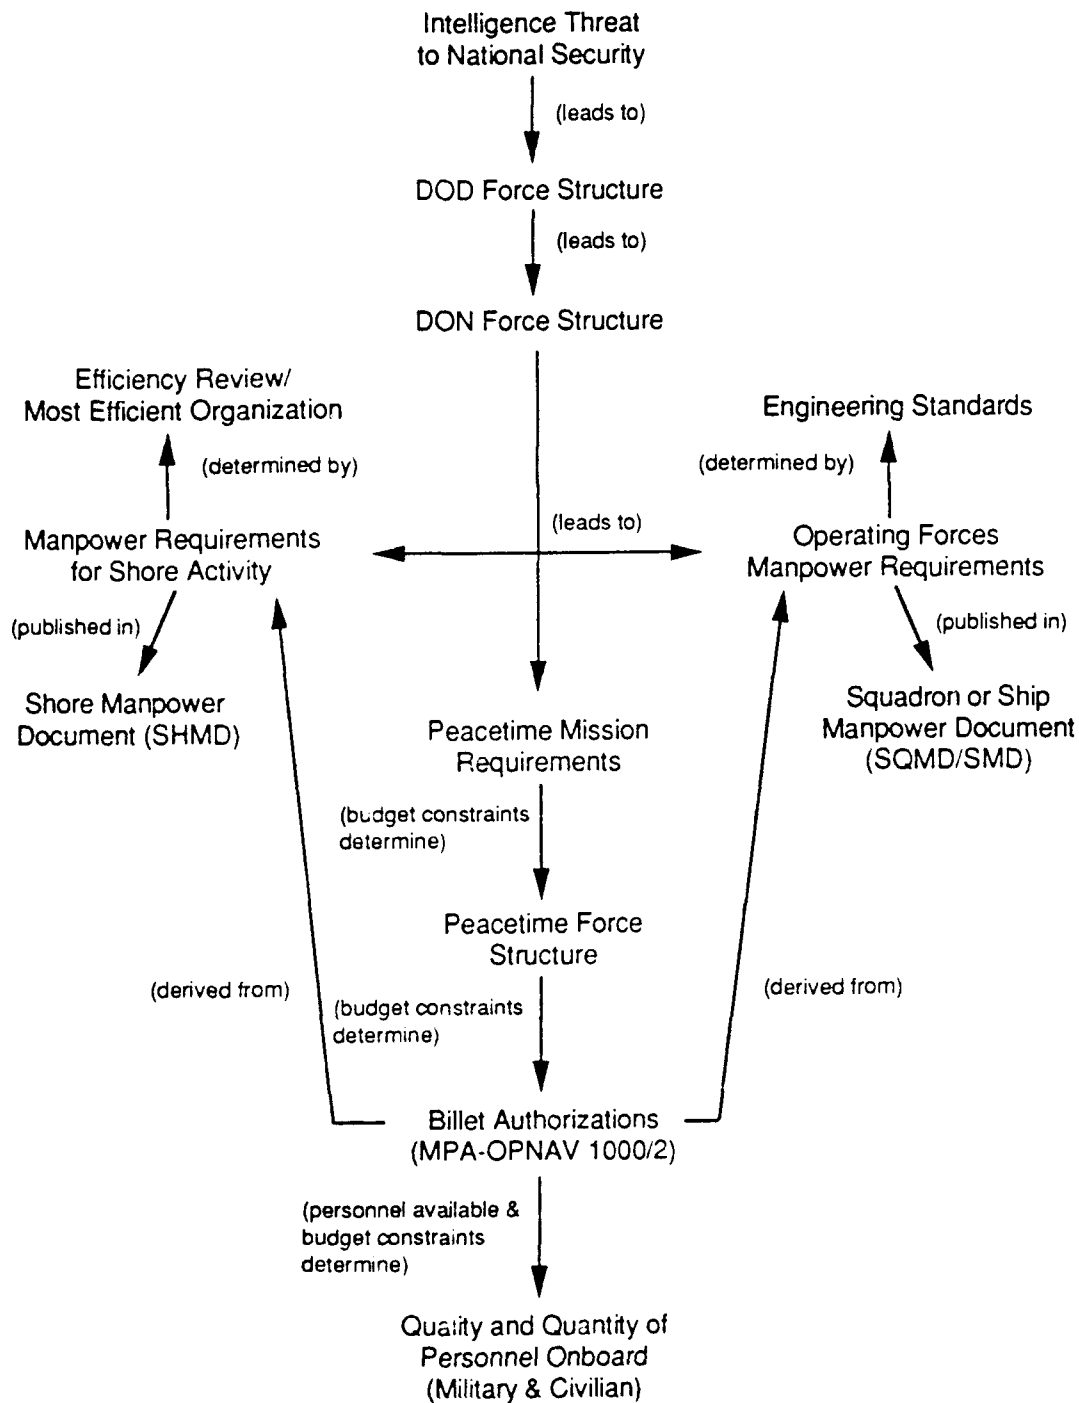 Intelligence Threat
to National Security
(leads to)
DOD Force Structure
(leads to)
DON Force Structure
Efficiency Review/
Most Efficient Organization
(determined by)
Engineering Standards
(determined by)
(leads to)
Manpower Requirements
for Shore Activity
Operating Forces
Manpower Requirements
(published in)
(published in)
Shore Manpower
Document (SHMD)
Squadron or Ship
Manpower Document
(SQMD/SMD)
Peacetime Mission
Requirements
(budget constraints
determine)
Peacetime Force
Structure
(derived from)
(budget constraints
determine)
(derived from)
Billet Authorizations
(MPA-OPNAV 1000/2)
(personnel available &
budget constraints
determine)
Quality and Quantity of
Personnel Onboard
(Military & Civilian)